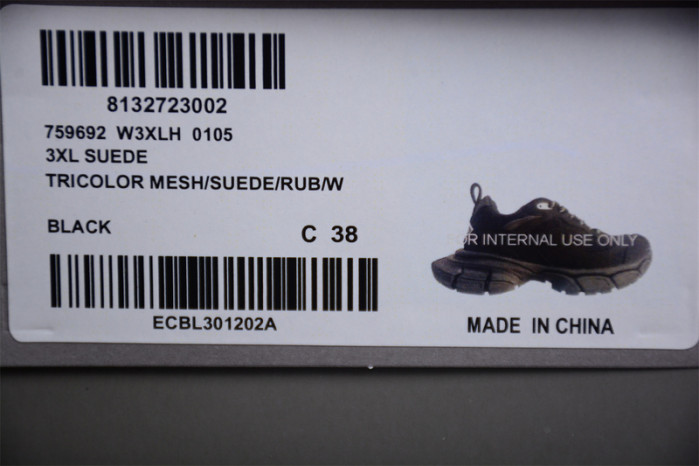 8132723002
759692 W3XLH 0105
3XL SUEDE
TRICOLOR MESH/SUEDE/RUB/W
BLACK
C 38
ECBL301202A
FOR INTERNAL USE ONLY
MADE IN CHINA